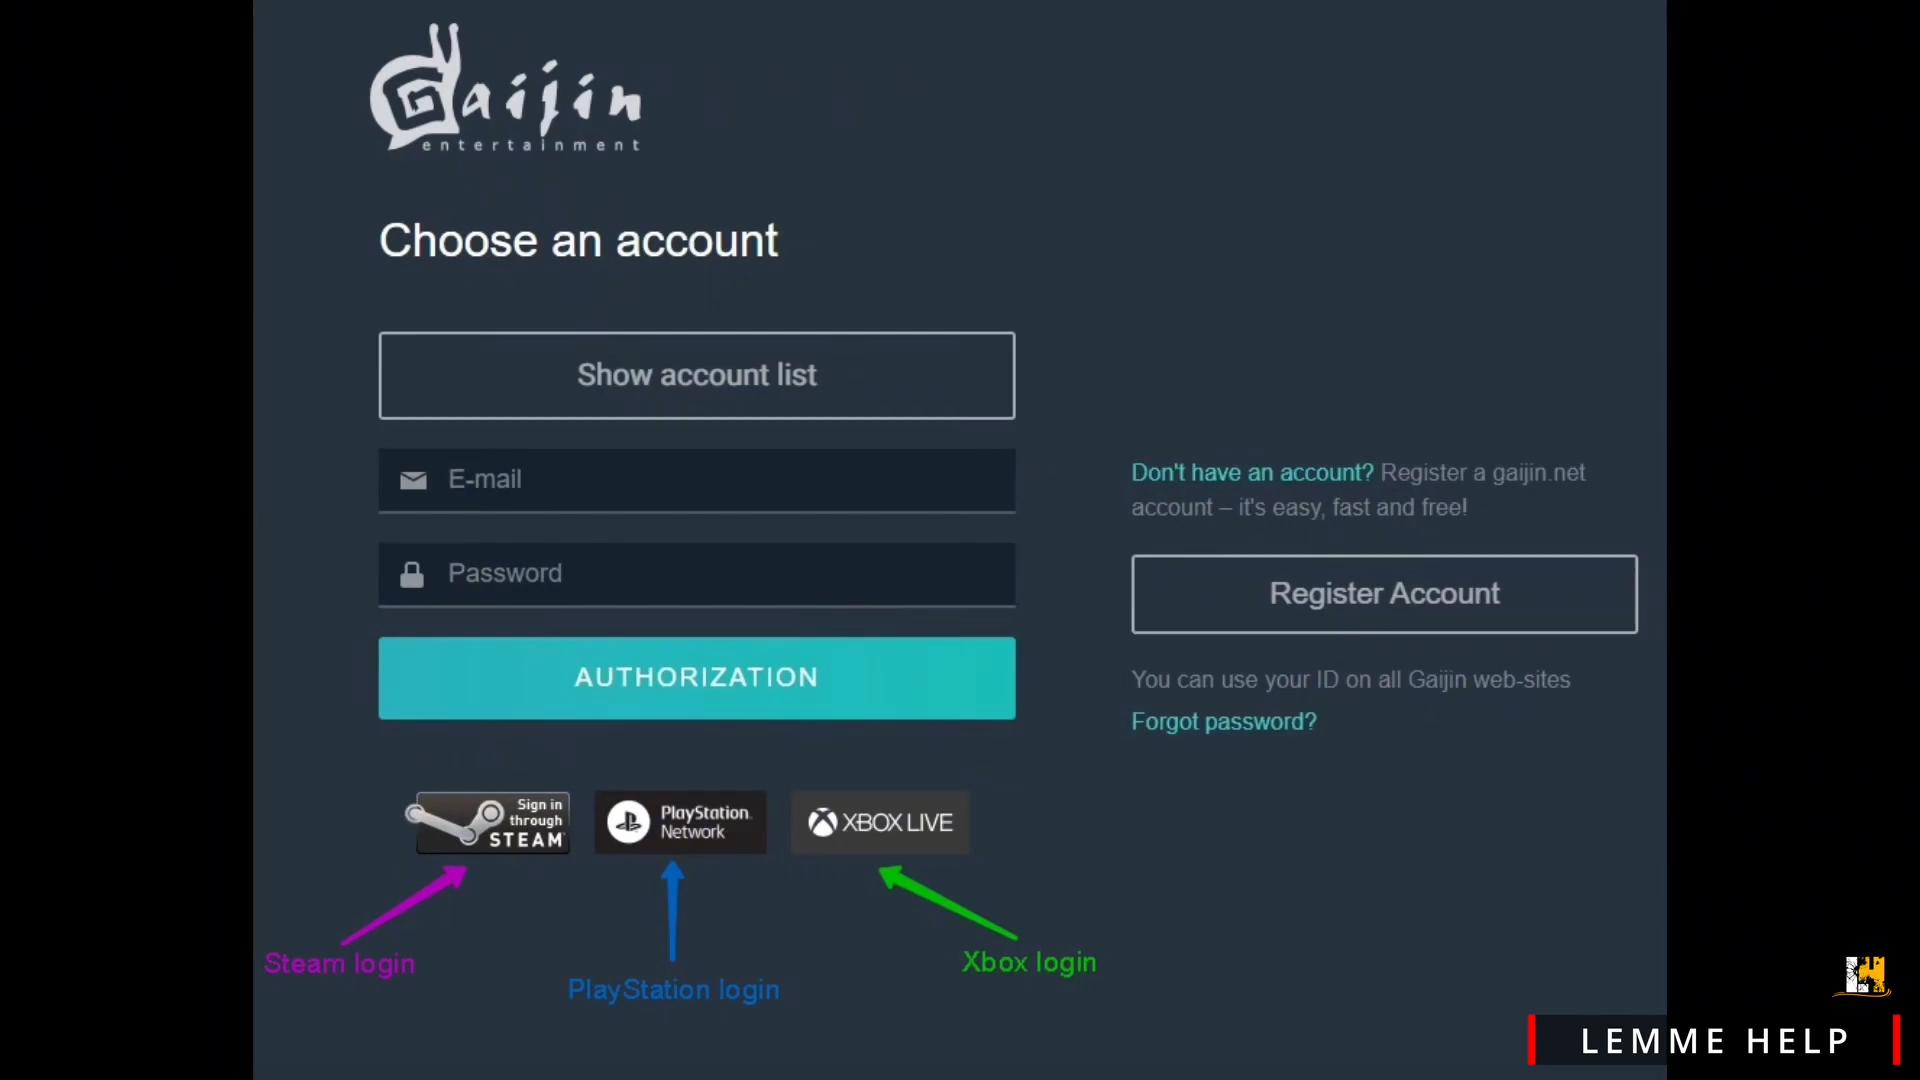 Gaijin
entertainment
Choose an account
Show account list
E-mail
Password
AUTHORIZATION
Don't have an account? Register a gaijin.net
account – it's easy, fast and free!
Register Account
You can use your ID on all Gaijin web-sites
Forgot password?
Sign in
through
STEAM
PlayStation
Network
XBOX LIVE
Steam login
PlayStation login
Xbox login
LEMME HELP